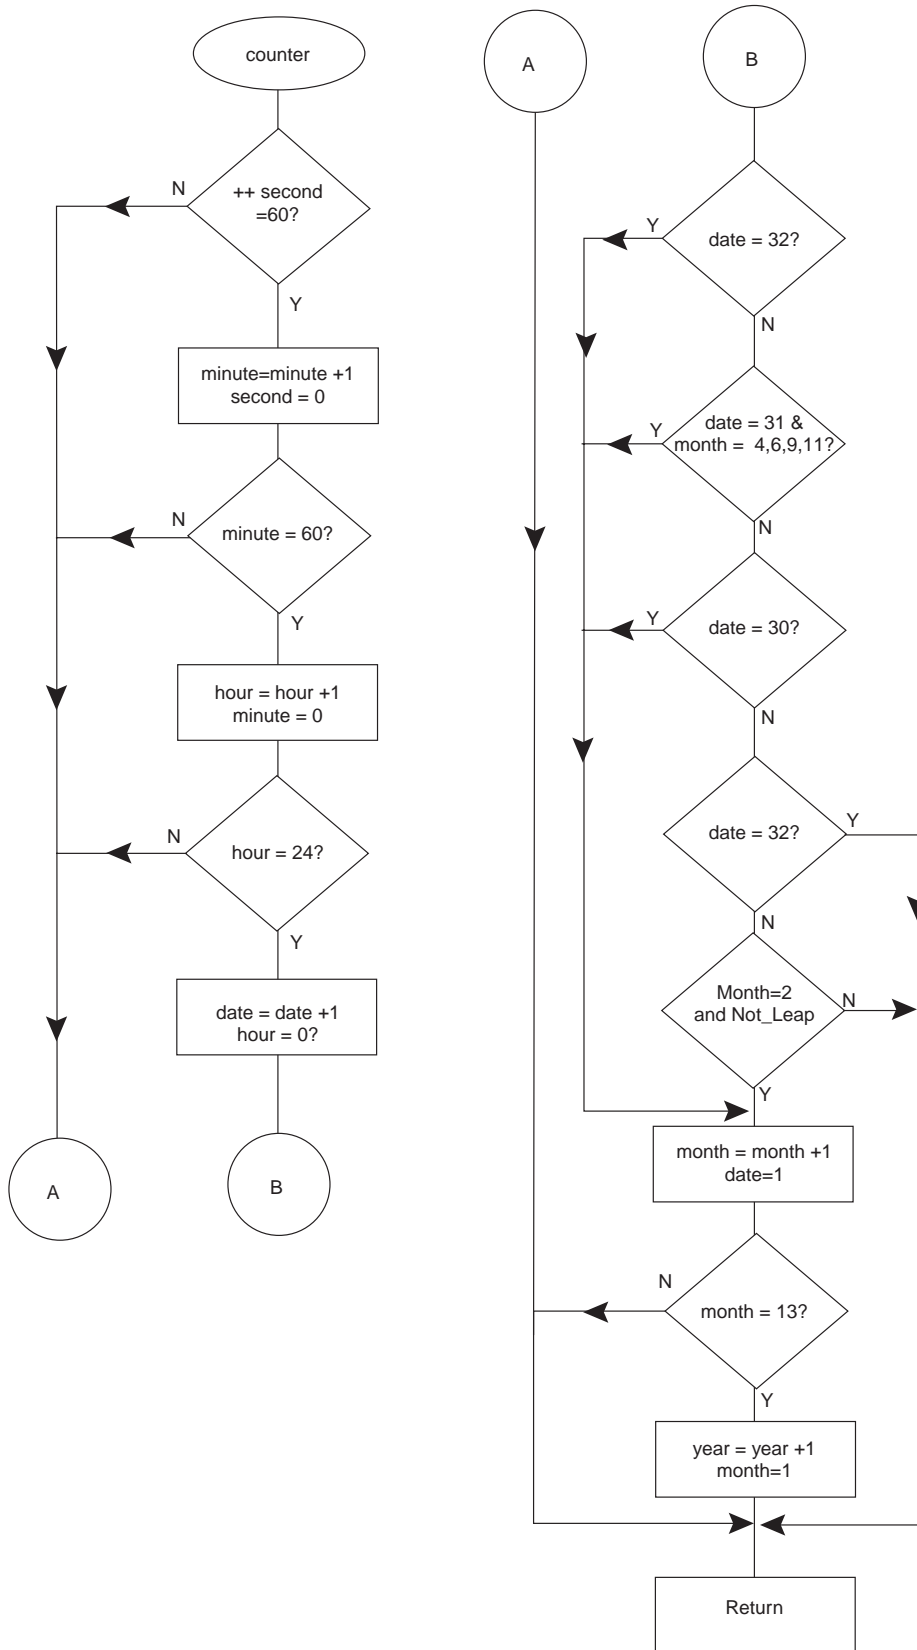 counter
++ second
=60?
N
Y
minute=minute +1
second = 0
N
minute = 60?
Y
hour = hour +1
minute = 0
N
hour = 24?
Y
date = date +1
hour = 0?
A
B
A
B
Y
date = 32?
N
Y
date = 31 &
month = 4,6,9,11?
N
Y
date = 30?
N
date = 32?
Y
N
Month=2
and Not_Leap
N
Y
month = month +1
date=1
N
month = 13?
Y
year = year +1
month=1
Return